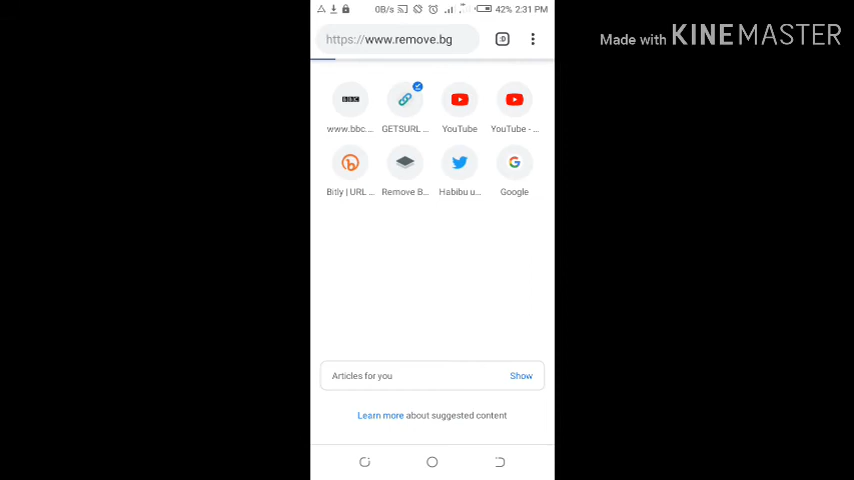 0B/s 42% 2:31 PM
Made with KINEMASTER
https://www.remove.bg
:D
BBC
www.bbc.... GETSURL ... YouTube YouTube - ...
Bitly | URL ... Remove B... Habibu u... Google
Articles for you Show
Learn more about suggested content